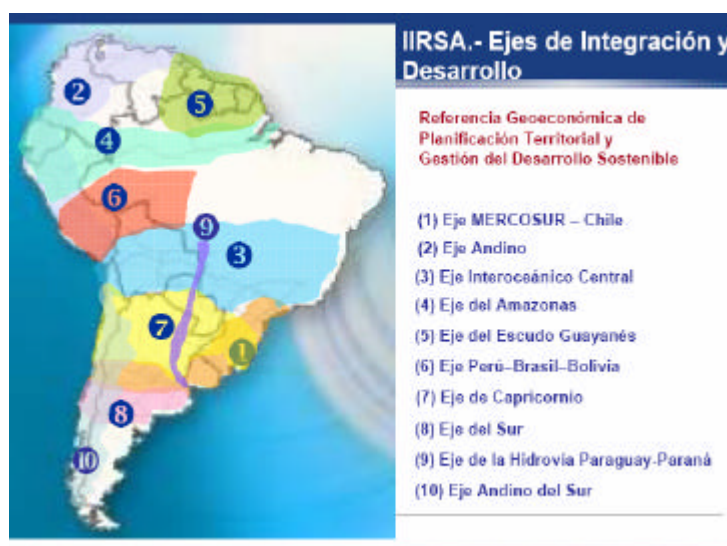 IIRSA.- Ejes de Integración y
Desarrollo
Referencia Geoeconómica de
Planificación Territorial y
Gestión del Desarrollo Sostenible
(1) Eje MERCOSUR – Chile
(2) Eje Andino
(3) Eje Interoceánico Central
(4) Eje del Amazonas
(5) Eje del Escudo Guayanés
(6) Eje Perú–Brasil–Bolivia
(7) Eje de Capricornio
(8) Eje del Sur
(9) Eje de la Hidrovía Paraguay-Paraná
(10) Eje Andino del Sur
2
5
4
6
9
3
7
1
8
10